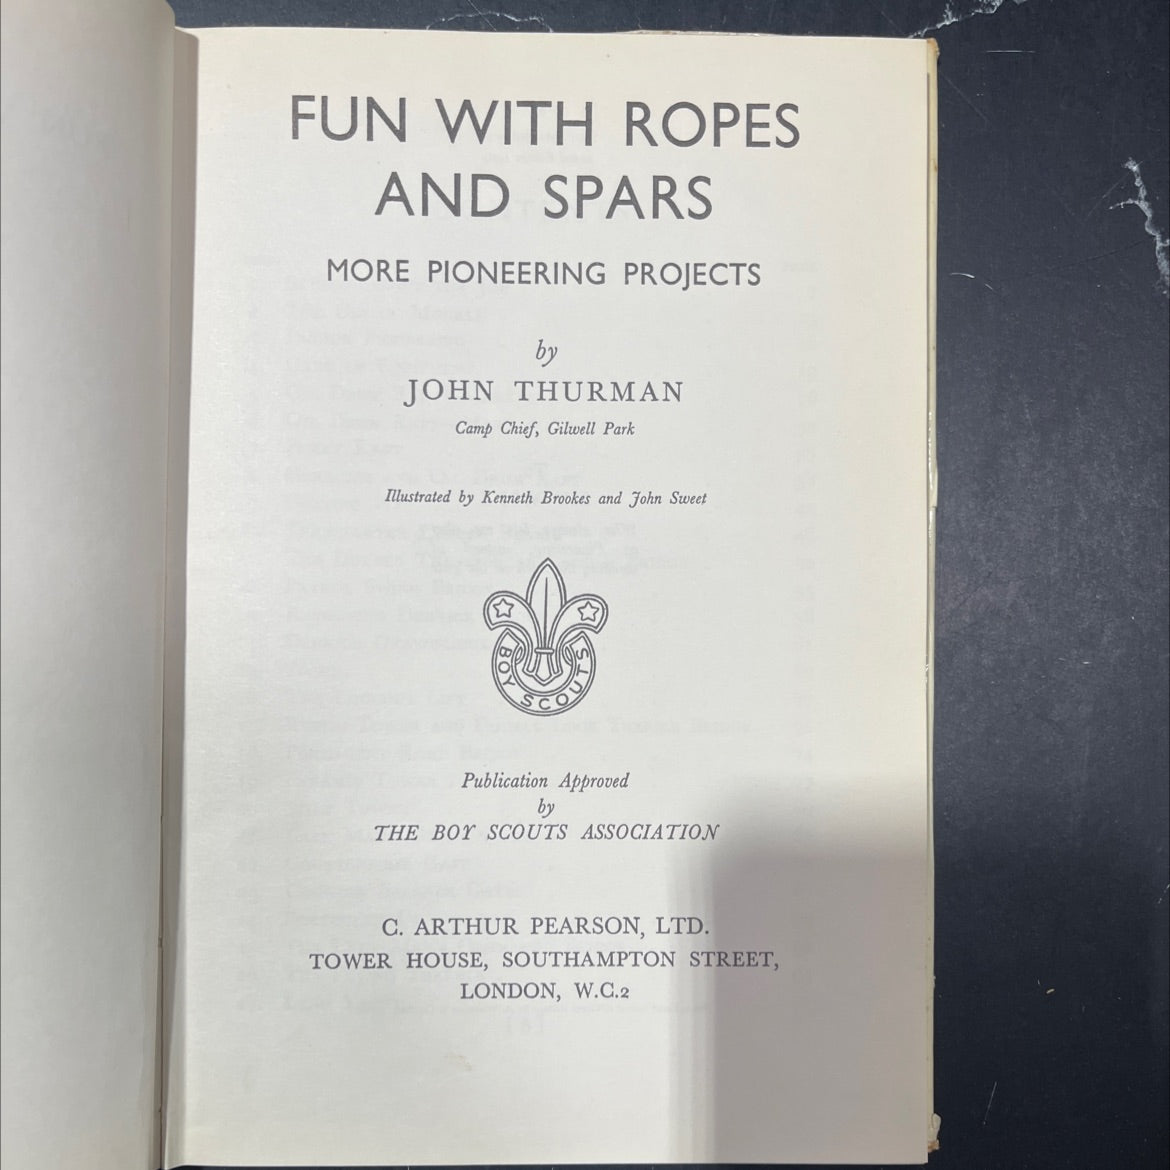 FUN WITH ROPES
AND SPARS
MORE PIONEERING PROJECTS
by
JOHN THURMAN
Camp Chief, Gilwell Park
Illustrated by Kenneth Brookes and John Sweet
BOY SCOUTS
Publication Approved
by
THE BOY SCOUTS ASSOCIATION
C. ARTHUR PEARSON, LTD.
TOWER HOUSE, SOUTHAMPTON STREET,
LONDON, W.C.2